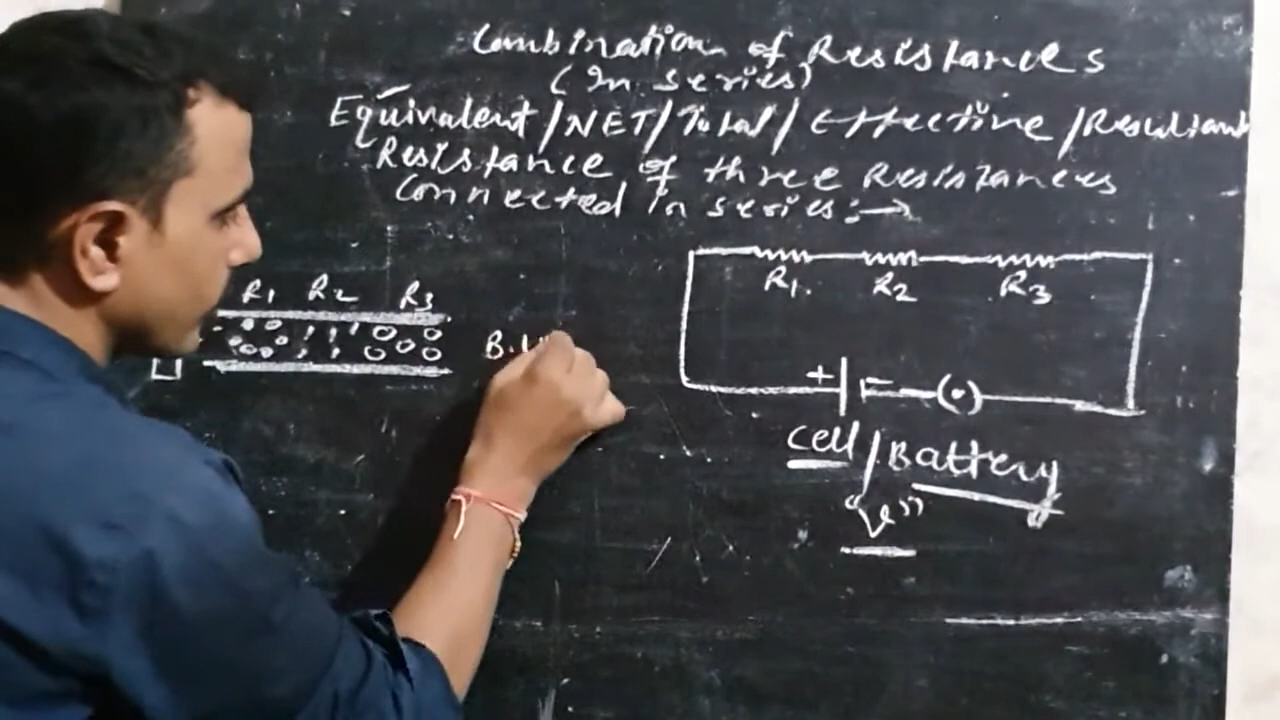 Combination of Resistances
(In series)
Equivalent/NET/Total/Effective/Resultant
Resistance of three Resistances
Connected in series:→
R1 R2 R3
R1. R2 R3
B.
+
Cell/Battery
"V"